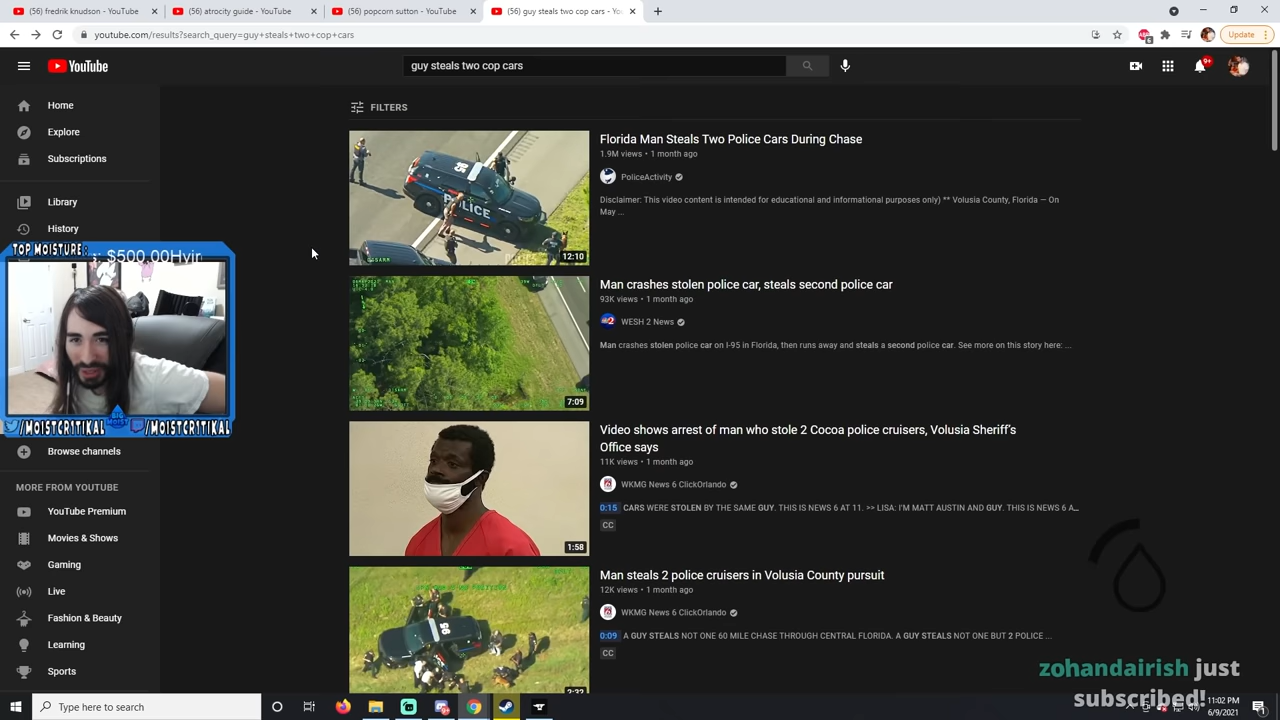 (56) fredrik knudson - YouTube
(56) atrocity guide - YouTube
(56) popcorn sutton - YouTube
(56) guy steals two cop cars - You
youtube.com/results?search_query=guy+steals+two+cop+cars
6
Update
YouTube
guy steals two cop cars
9+
Home
Explore
Subscriptions
Library
History
Browse channels
MORE FROM YOUTUBE
YouTube Premium
Movies & Shows
Gaming
Live
Fashion & Beauty
Learning
Sports
TOP MOISTURE:
: $500.00Hvir
BIG MOIST
/MOISTCR1TIKAL
/MOISTCR1TIKAL
FILTERS
POLICE
12:10
Florida Man Steals Two Police Cars During Chase
1.9M views • 1 month ago
PoliceActivity
Disclaimer: This video content is intended for educational and informational purposes only) ** Volusia County, Florida — On
May ...
7:09
Man crashes stolen police car, steals second police car
93K views • 1 month ago
WESH 2 News
Man crashes stolen police car on I-95 in Florida, then runs away and steals a second police car. See more on this story here: ...
1:58
Video shows arrest of man who stole 2 Cocoa police cruisers, Volusia Sheriff's
Office says
11K views • 1 month ago
WKMG News 6 ClickOrlando
0:15 CARS WERE STOLEN BY THE SAME GUY. THIS IS NEWS 6 AT 11. >> LISA: I'M MATT AUSTIN AND GUY. THIS IS NEWS 6 A...
CC
2:32
Man steals 2 police cruisers in Volusia County pursuit
12K views • 1 month ago
WKMG News 6 ClickOrlando
0:09 A GUY STEALS NOT ONE 60 MILE CHASE THROUGH CENTRAL FLORIDA. A GUY STEALS NOT ONE BUT 2 POLICE ...
CC
zohandairish just
subscribed!
Type here to search
11:02 PM
6/9/2021